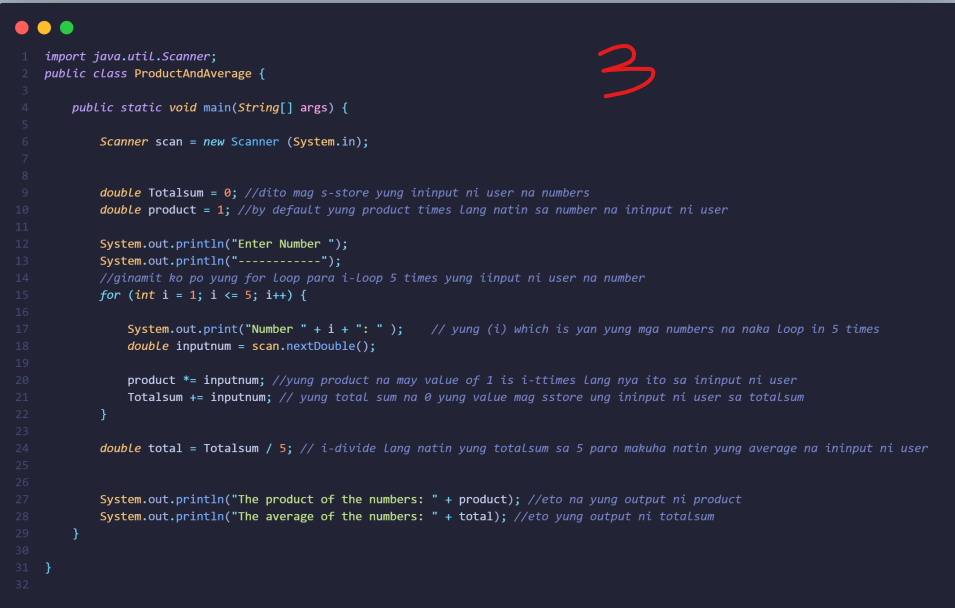 3
1 import java.util.Scanner;
2 public class ProductAndAverage {
3
4 public static void main(String[] args) {
5
6 Scanner scan = new Scanner (System.in);
7
8
9 double Totalsum = 0; //dito mag s-store yung ininput ni user na numbers
10 double product = 1; //by default yung product times lang natin sa number na ininput ni user
11
12 System.out.println("Enter Number ");
13 System.out.println("------------");
14 //ginamit ko po yung for loop para i-loop 5 times yung iinput ni user na number
15 for (int i = 1; i <= 5; i++) {
16
17 System.out.print("Number " + i + ": " ); // yung (i) which is yan yung mga numbers na naka loop in 5 times
18 double inputnum = scan.nextDouble();
19
20 product *= inputnum; //yung product na may value of 1 is i-ttimes lang nya ito sa ininput ni user
21 Totalsum += inputnum; // yung total sum na 0 yung value mag sstore ung ininput ni user sa totalsum
22 }
23
24 double total = Totalsum / 5; // i-divide lang natin yung totalsum sa 5 para makuha natin yung average na ininput ni user
25
26
27 System.out.println("The product of the numbers: " + product); //eto na yung output ni product
28 System.out.println("The average of the numbers: " + total); //eto yung output ni totalsum
29 }
30
31 }
32